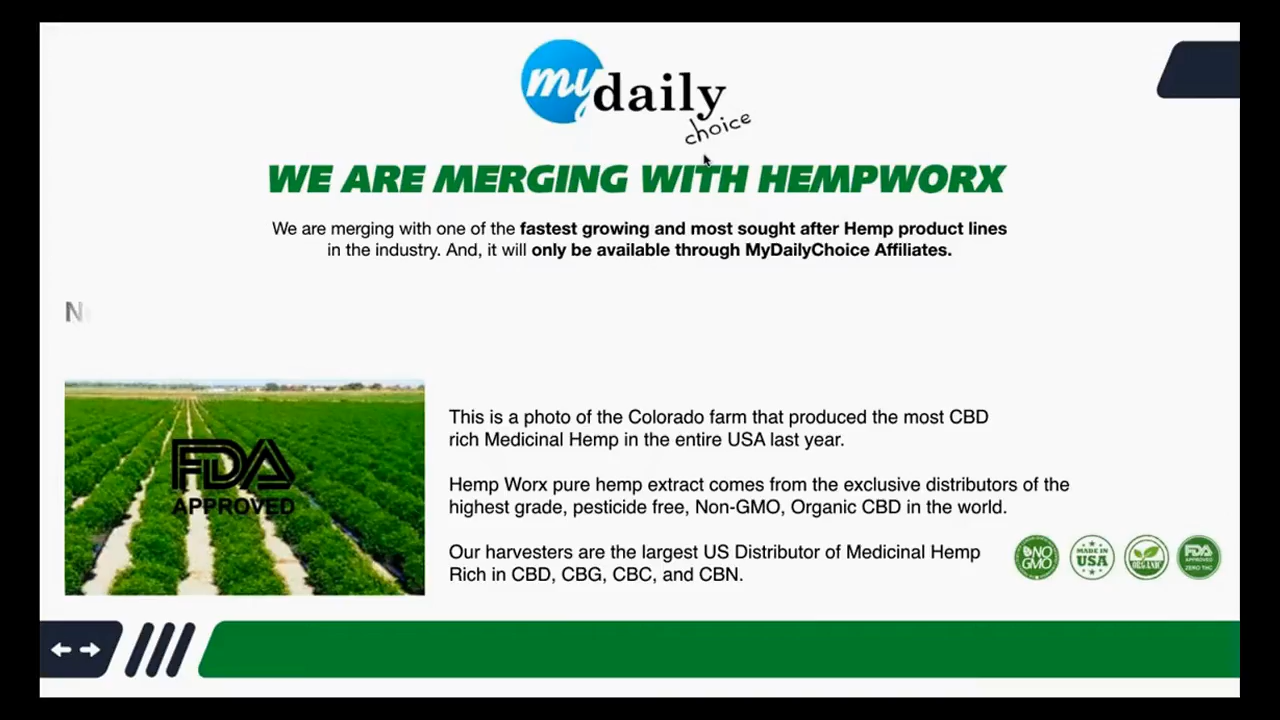 my daily
choice
WE ARE MERGING WITH HEMPWORX
We are merging with one of the fastest growing and most sought after Hemp product lines
in the industry. And, it will only be available through MyDailyChoice Affiliates.
N
FDA
APPROVED
This is a photo of the Colorado farm that produced the most CBD
rich Medicinal Hemp in the entire USA last year.
Hemp Worx pure hemp extract comes from the exclusive distributors of the
highest grade, pesticide free, Non-GMO, Organic CBD in the world.
Our harvesters are the largest US Distributor of Medicinal Hemp
Rich in CBD, CBG, CBC, and CBN.
NO
GMO
MADE IN
USA
ORGANIC
FDA
APPROVED
ZERO THC